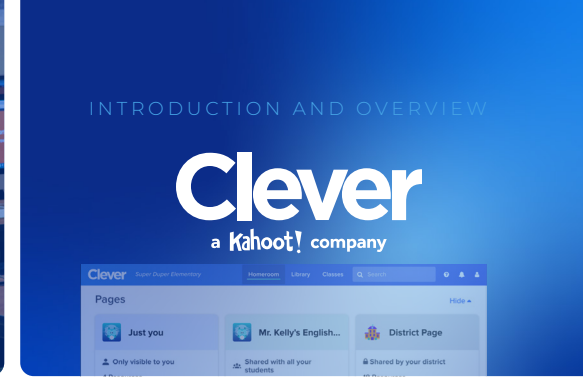 INTRODUCTION AND OVERVIEW
Clever
a Kahoot! company
Clever Super Duper Elementary Homeroom Library Classes Search
Pages
Hide
Just you
Mr. Kelly's English...
District Page
Only visible to you
Shared with all your
students
Shared by your district